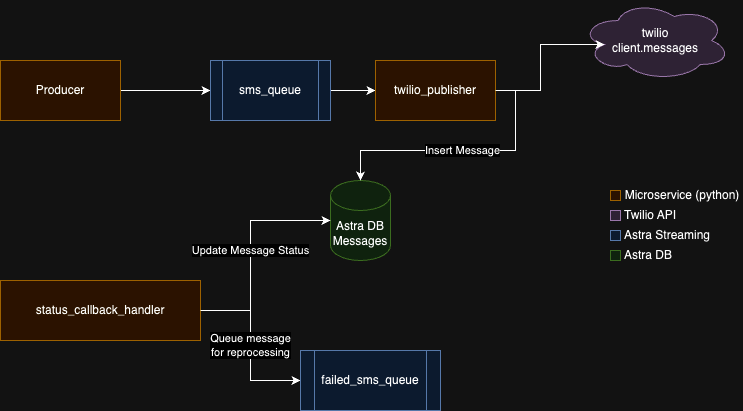 twilio
client.messages
Producer
sms_queue
twilio_publisher
Insert Message
Astra DB
Messages
Microservice (python)
Twilio API
Astra Streaming
Astra DB
Update Message Status
status_callback_handler
Queue message
for reprocessing
failed_sms_queue